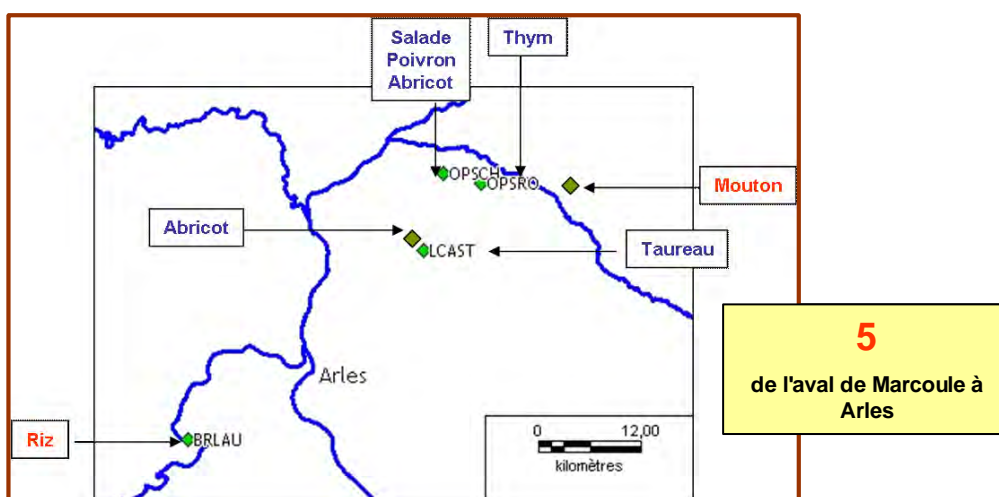 Salade
Poivron
Abricot
Thym
OPSCH
OPSRO
Mouton
Abricot
LCAST
Taureau
5
de l'aval de Marcoule à
Arles
Arles
Riz
BRLAU
0 12,00
kilomètres